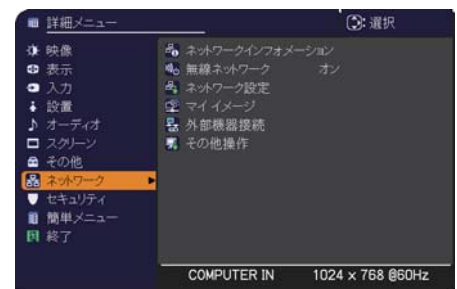 詳細メニュー
:選択
映像
表示
入力
設置
オーディオ
スクリーン
その他
ネットワーク
セキュリティ
簡単メニュー
終了
ネットワークインフォメーション
無線ネットワーク オン
ネットワーク設定
マイ イメージ
外部機器接続
その他操作
COMPUTER IN 1024 x 768 @60Hz